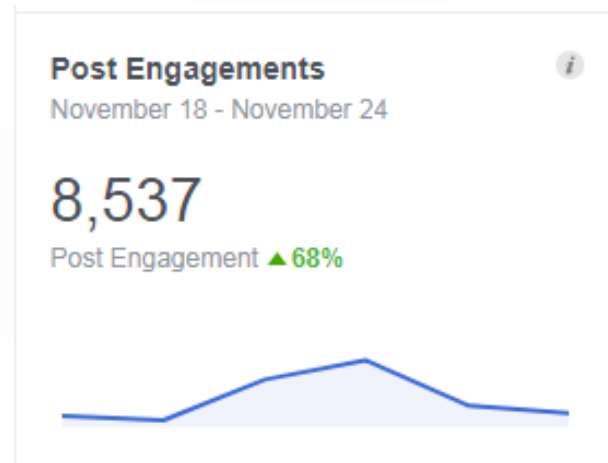 Post Engagements
i
November 18 - November 24
8,537
Post Engagement ▲ 68%